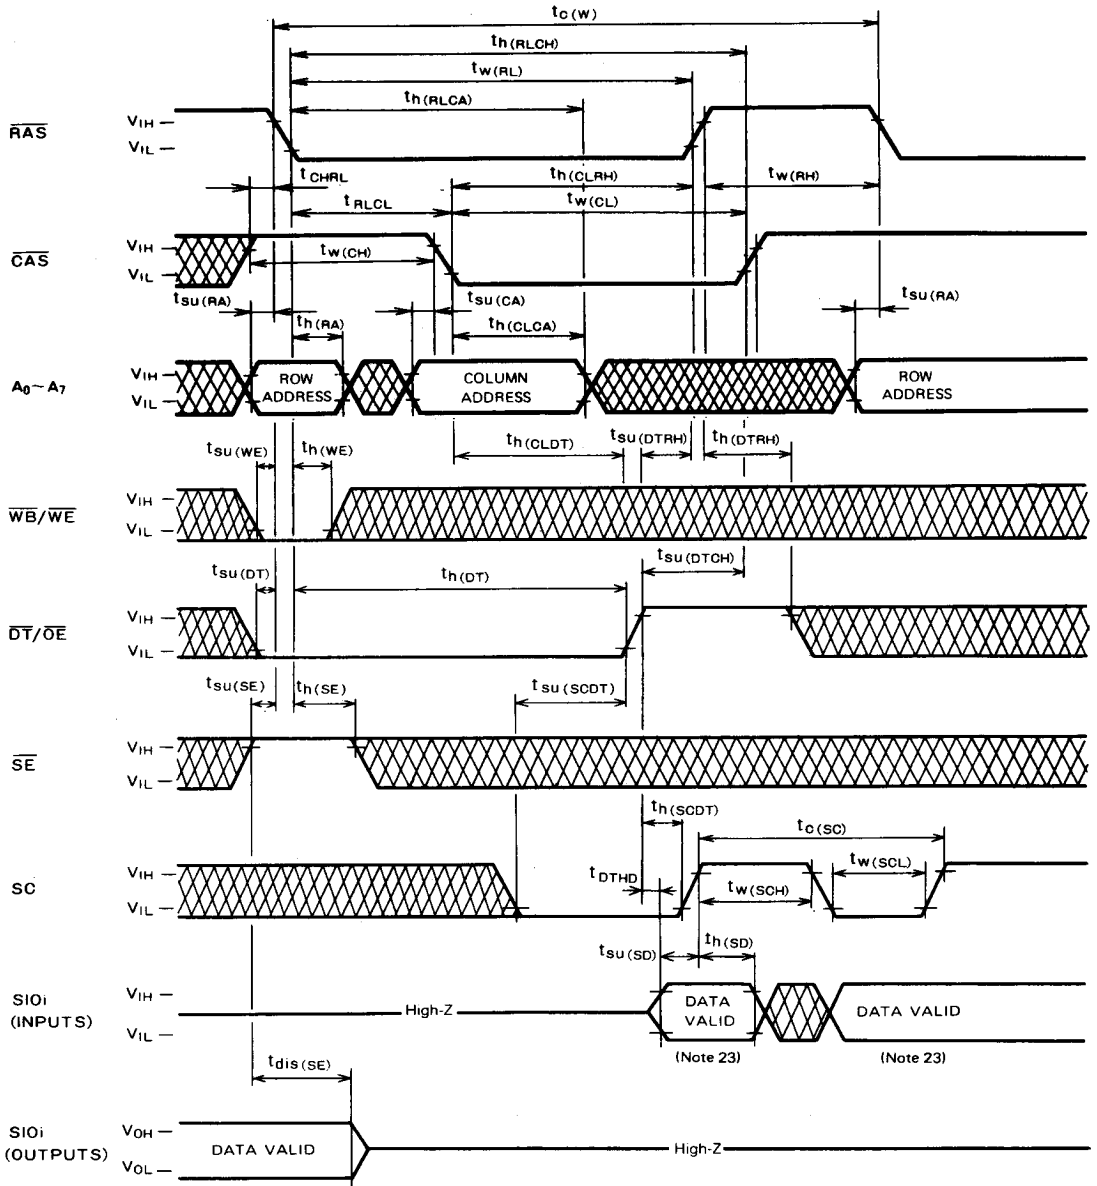 tC(W)
th(RLCH)
tw(RL)
th(RLCA)
RAS
VIH
VIL
tCHRL
th(CLRH)
tw(RH)
tRLCL
tw(CL)
CAS
VIH
VIL
tw(CH)
tsu(RA)
tsu(CA)
tsu(RA)
th(RA)
th(CLCA)
A0~A7
VIH
VIL
ROW ADDRESS
COLUMN ADDRESS
ROW ADDRESS
tsu(WE)
th(WE)
th(CLDT)
tsu(DTRH)
th(DTRH)
WB/WE
VIH
VIL
tsu(DT)
th(DT)
tsu(DTCH)
DT/OE
VIH
VIL
tsu(SE)
th(SE)
tsu(SCDT)
SE
VIH
VIL
th(SCDT)
tC(SC)
SC
VIH
VIL
tDTHD
tw(SCH)
tw(SCL)
tsu(SD)
th(SD)
SIOi
(INPUTS)
VIH
VIL
High-Z
DATA VALID
DATA VALID
(Note 23)
(Note 23)
tdis(SE)
SIOi
(OUTPUTS)
VOH
VOL
DATA VALID
High-Z